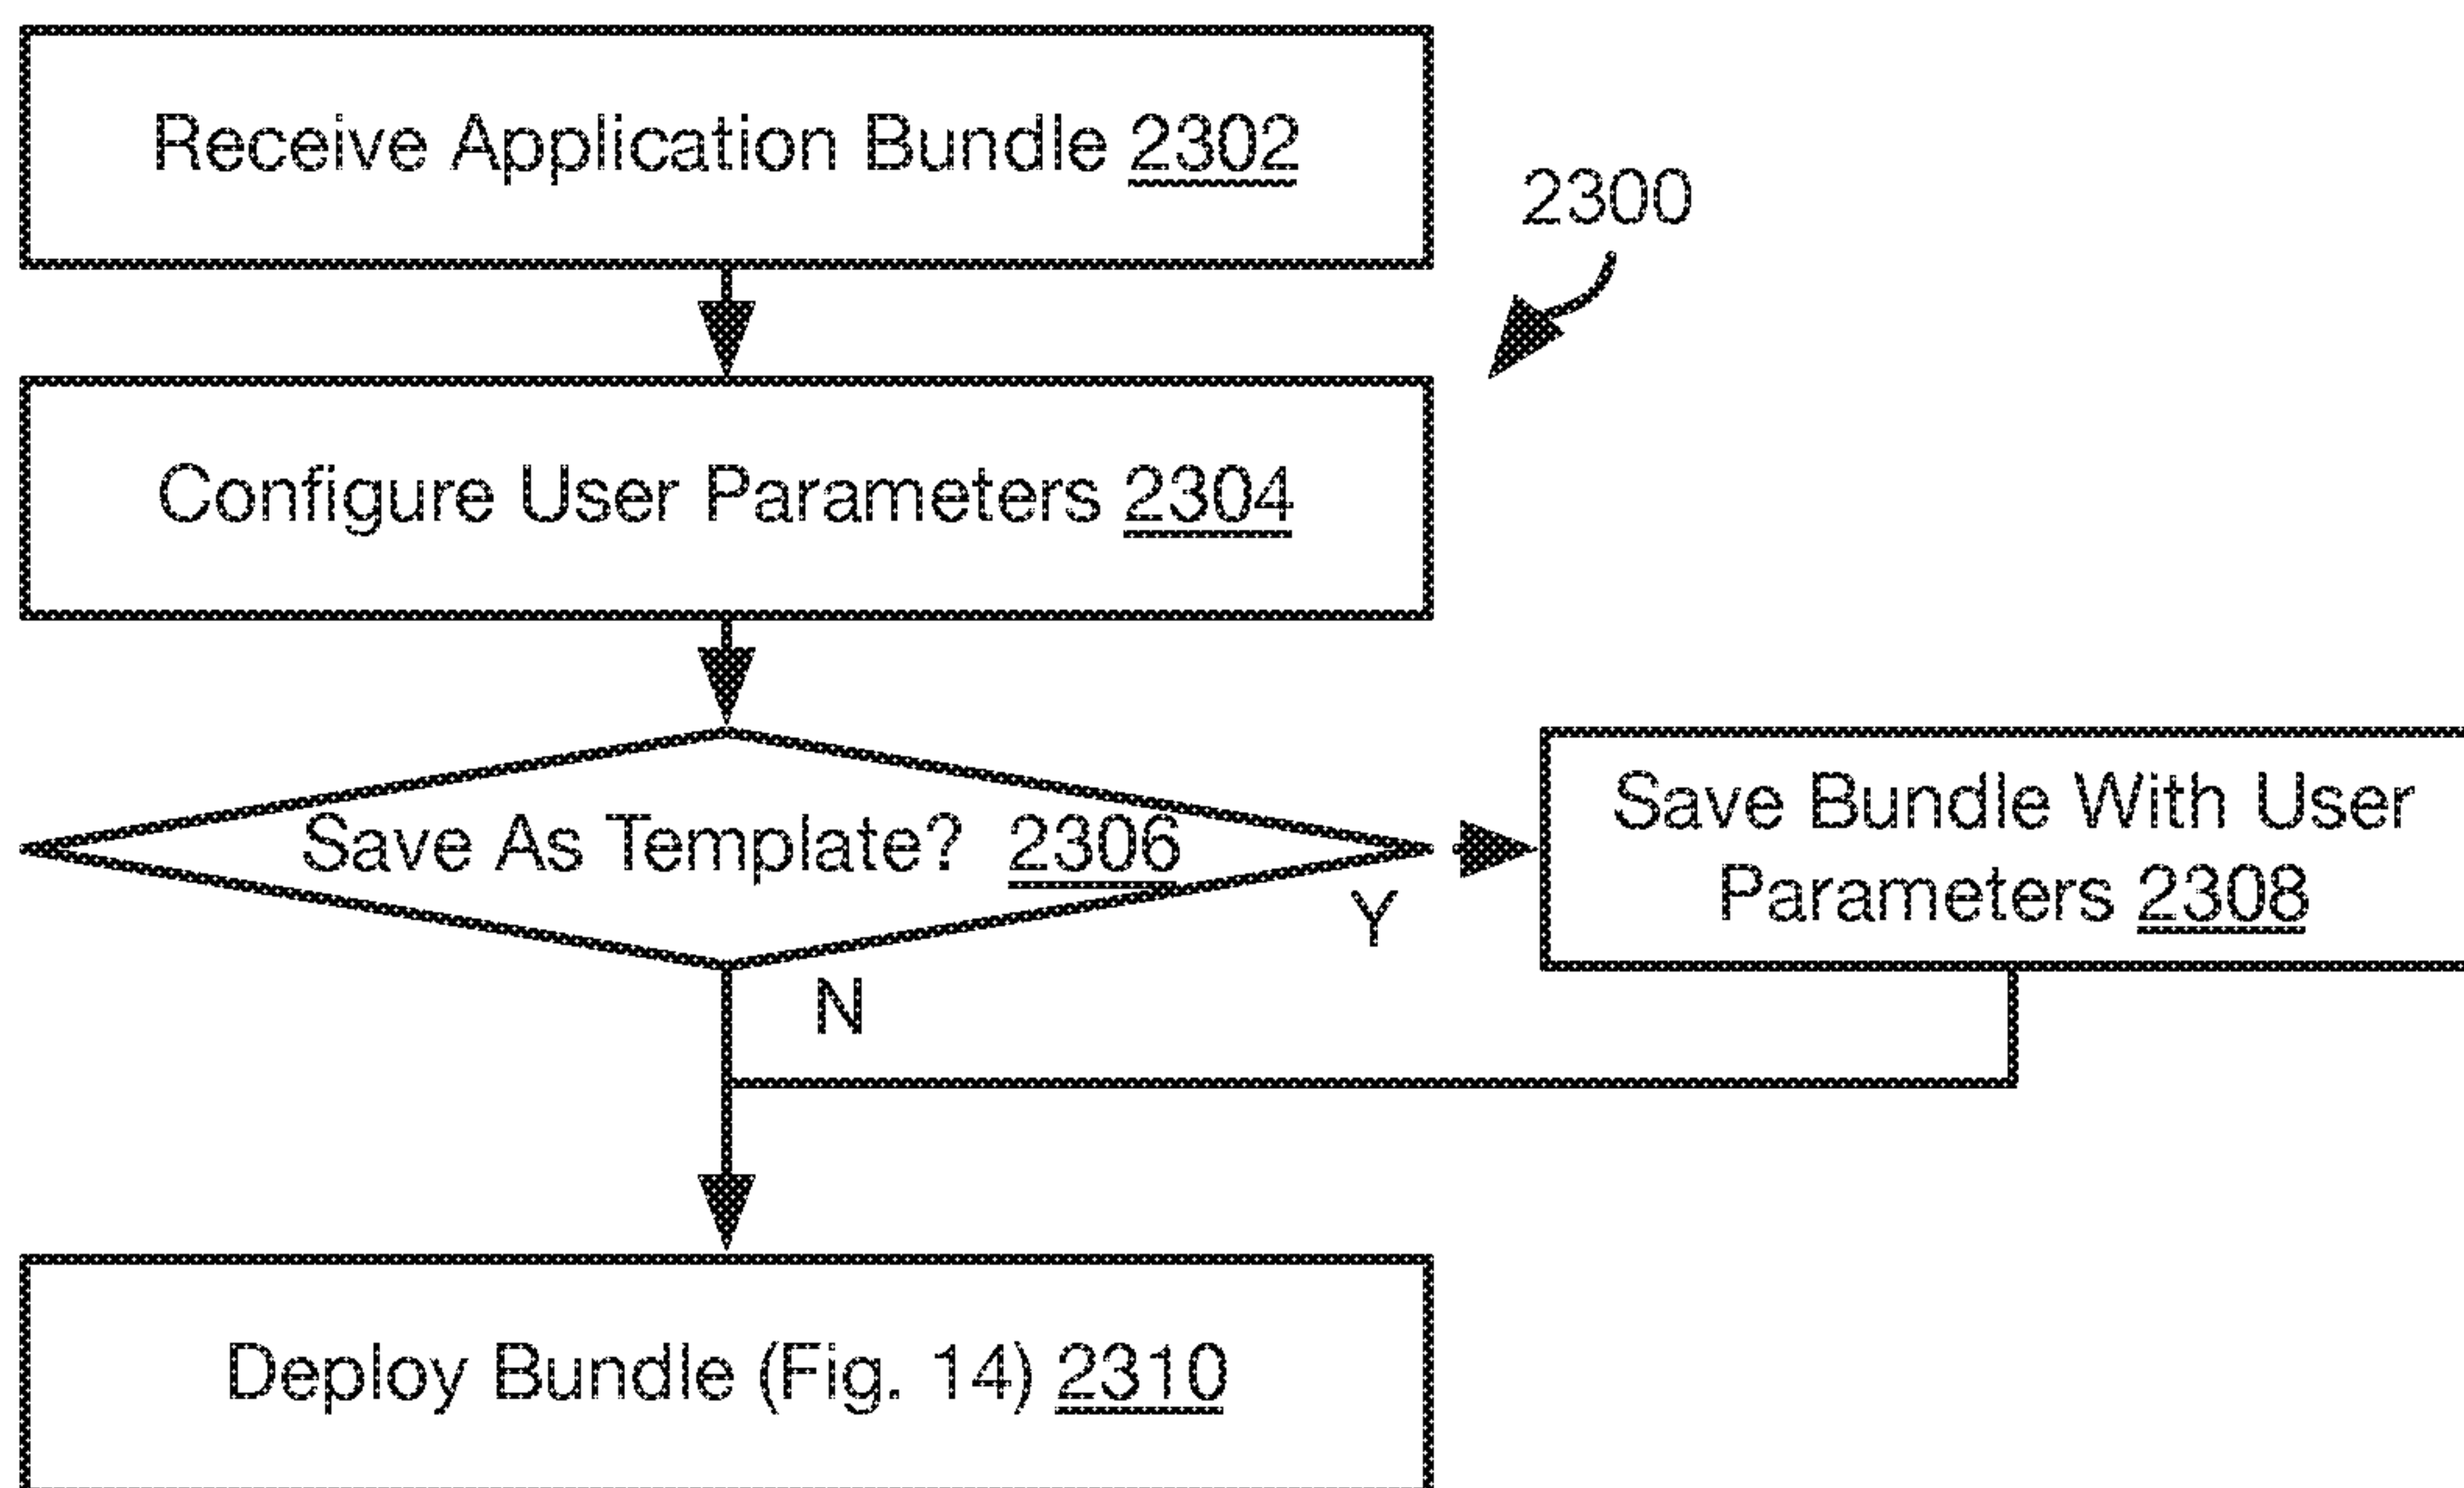 Receive Application Bundle 2302
2300
Configure User Parameters 2304
Save As Template? 2306
Y
Save Bundle With User
Parameters 2308
N
Deploy Bundle (Fig. 14) 2310